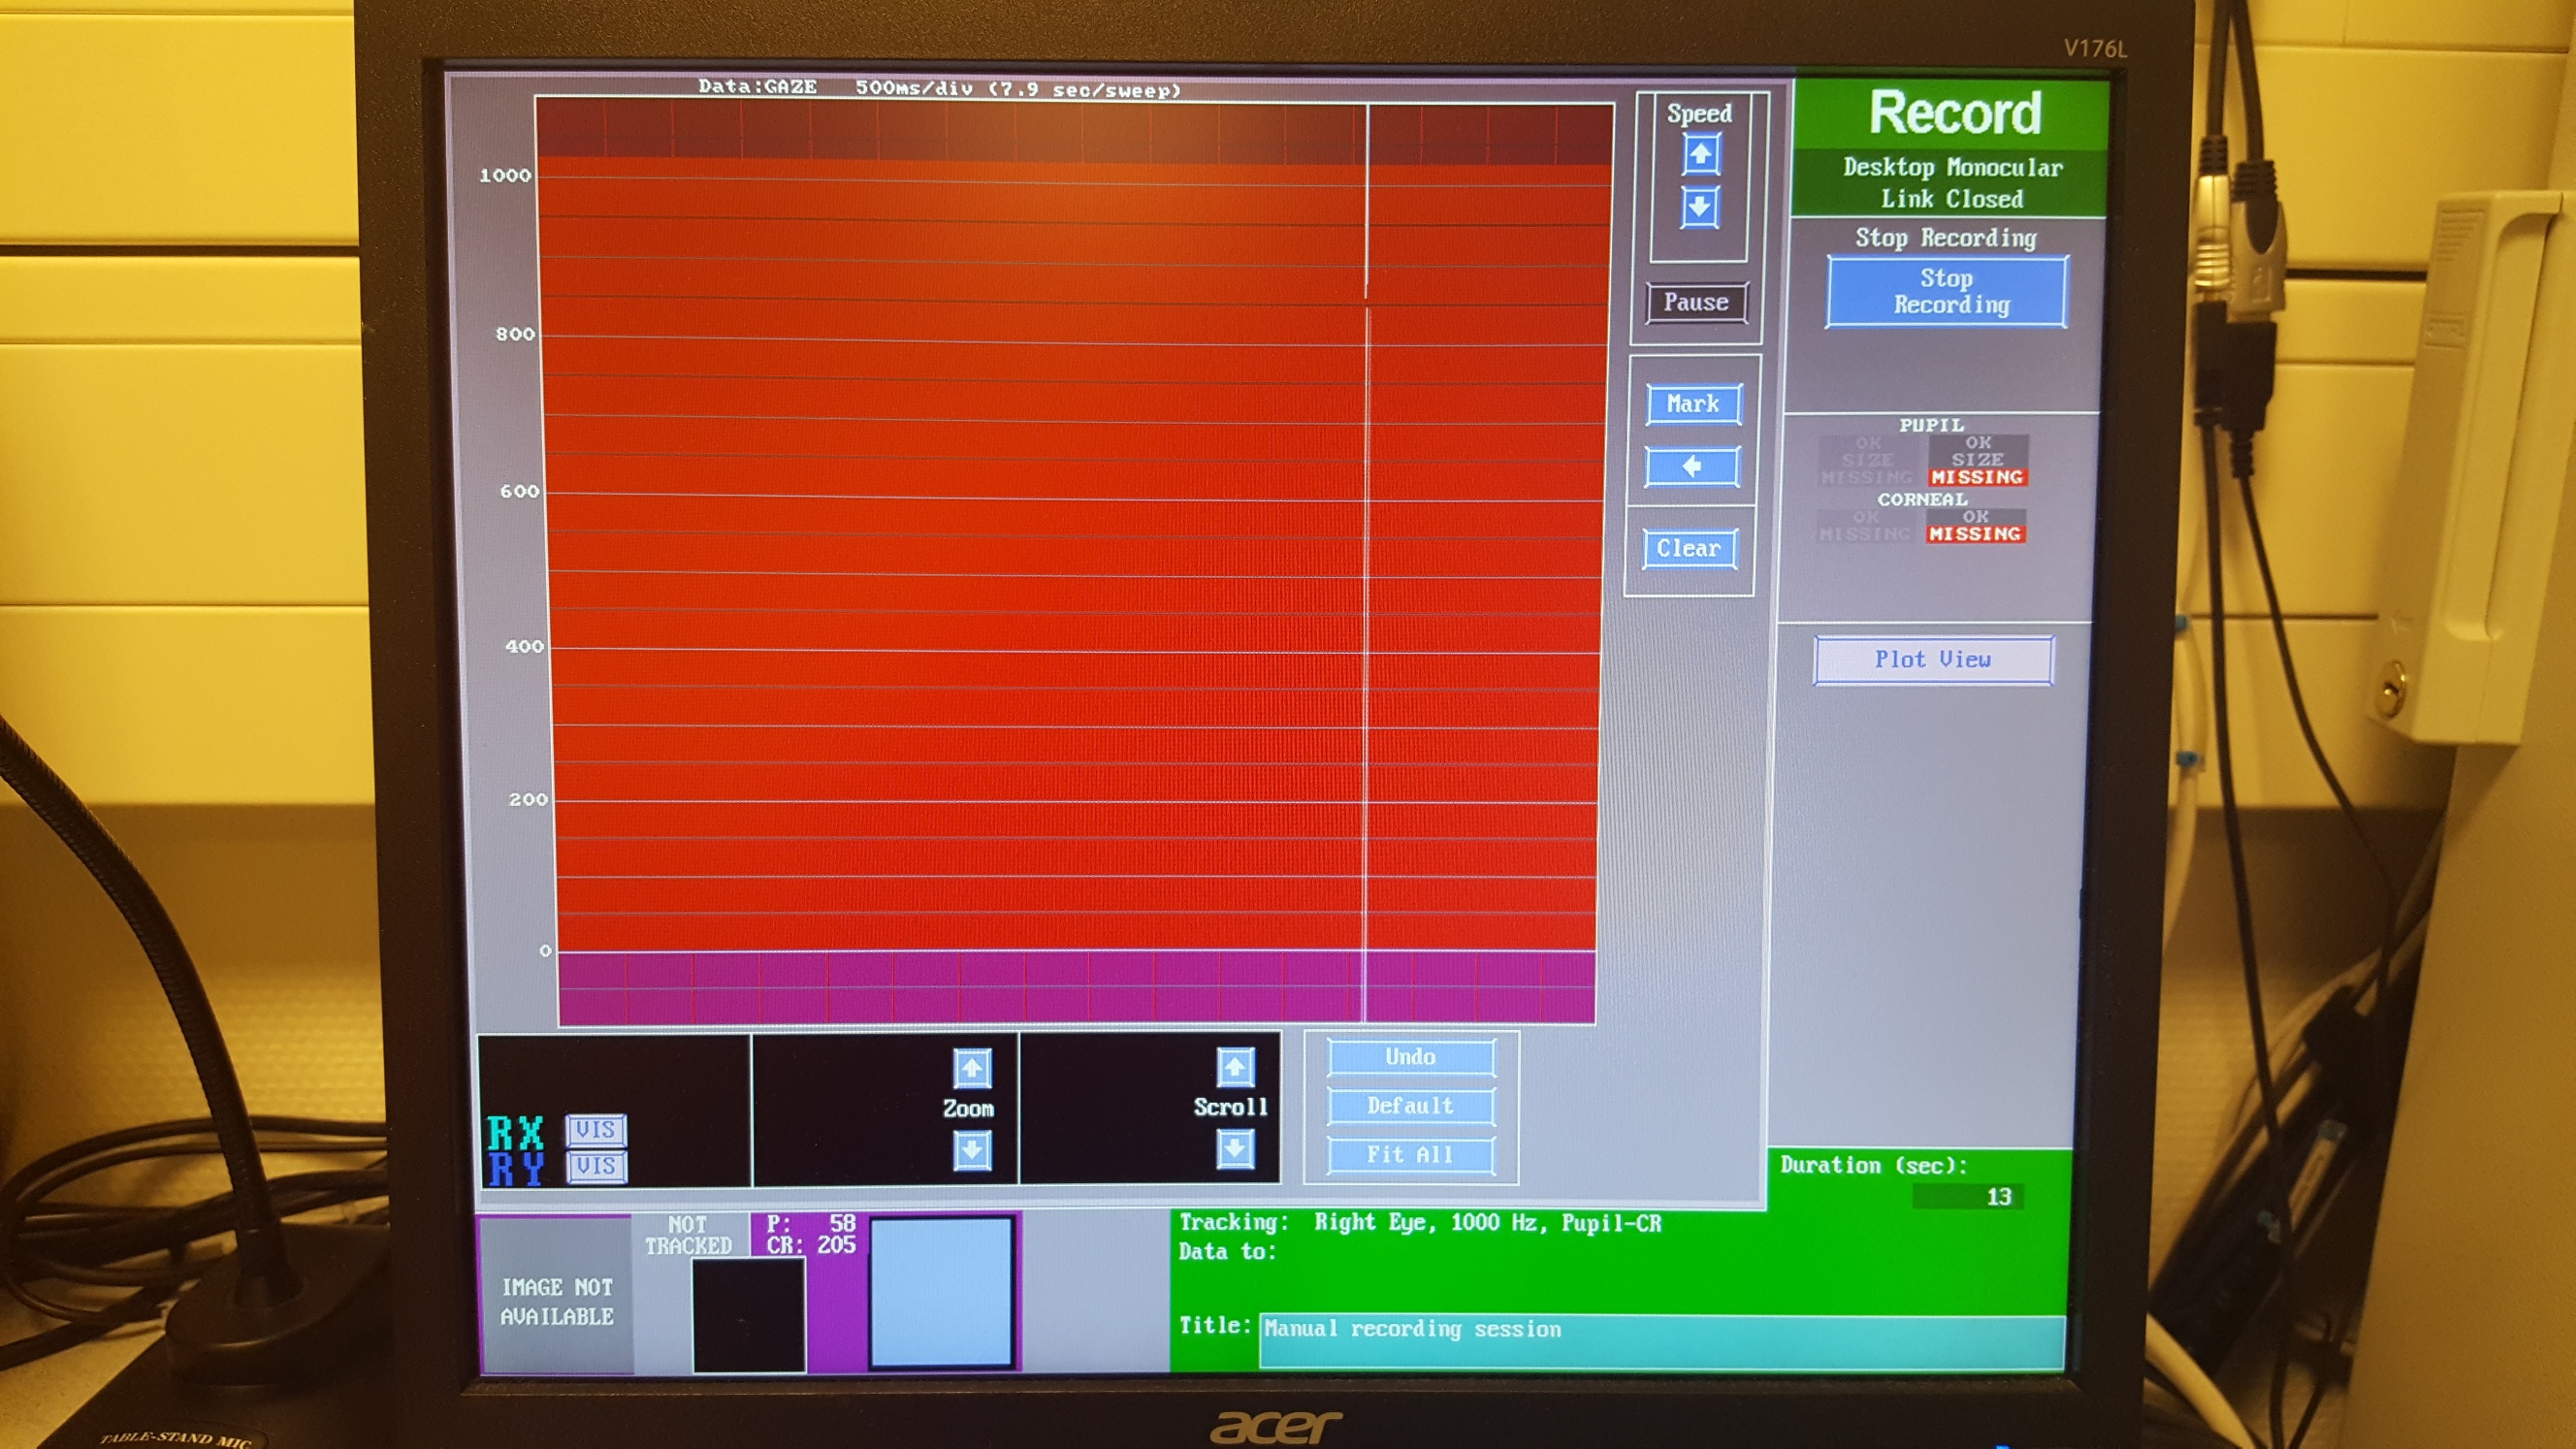 V176L
Data:GAZE 500ms/div (7.9 sec/sweep)
1000
800
600
400
200
0
Speed
Pause
Mark
Clear
Record
Desktop Monocular
Link Closed
Stop Recording
Stop
Recording
PUPIL
OK OK
SIZE SIZE
MISSING MISSING
CORNEAL
OK OK
MISSING MISSING
Plot View
RX VIS
RY VIS
Zoom
Scroll
Undo
Default
Fit All
Duration (sec):
13
IMAGE NOT
AVAILABLE
NOT
TRACKED
P: 58
CR: 205
Tracking: Right Eye, 1000 Hz, Pupil-CR
Data to:
Title: Manual recording session
acer
TABLE-STAND MIC